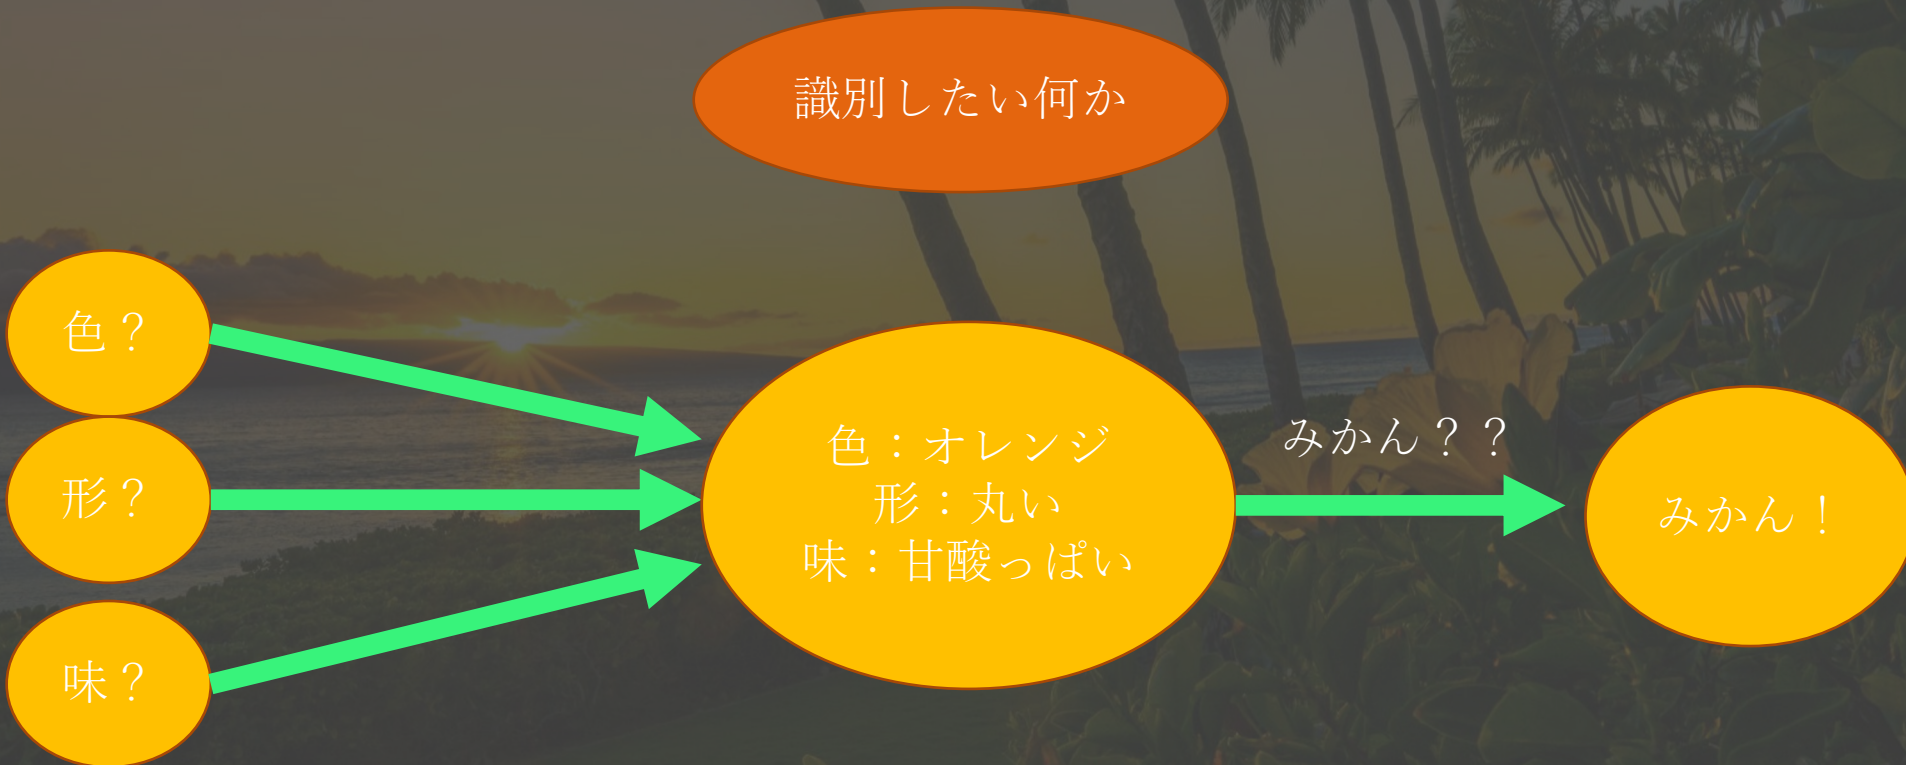 識別したい何か
色？
形？
味？
色：オレンジ
形：丸い
味：甘酸っぱい
みかん？？
みかん！